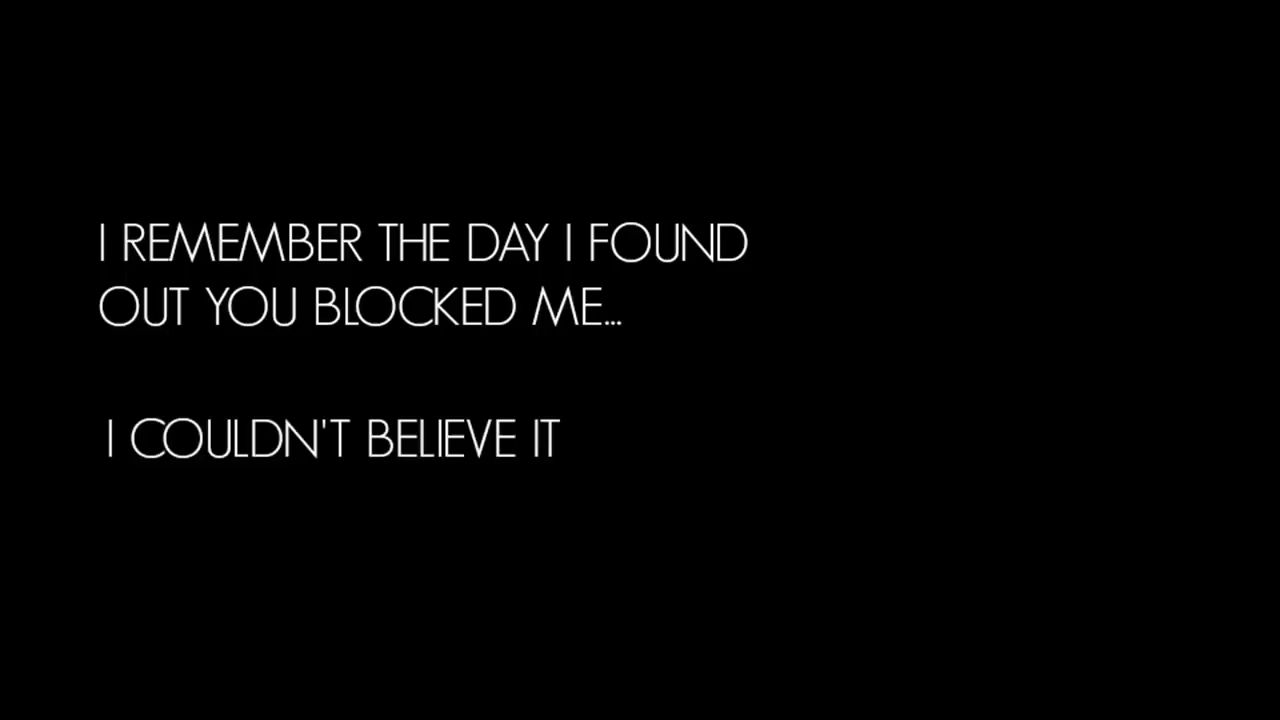 I REMEMBER THE DAY I FOUND
OUT YOU BLOCKED ME...
I COULDN'T BELIEVE IT